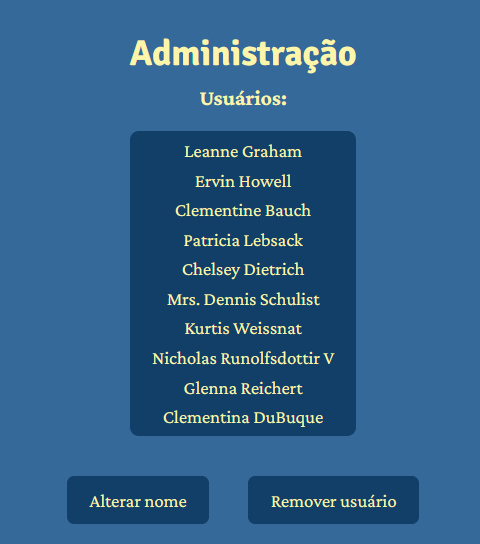 Administração
Usuários:
Leanne Graham
Ervin Howell
Clementine Bauch
Patricia Lebsack
Chelsey Dietrich
Mrs. Dennis Schulist
Kurtis Weissnat
Nicholas Runolfsdottir V
Glenna Reichert
Clementina DuBuque
Alterar nome
Remover usuário